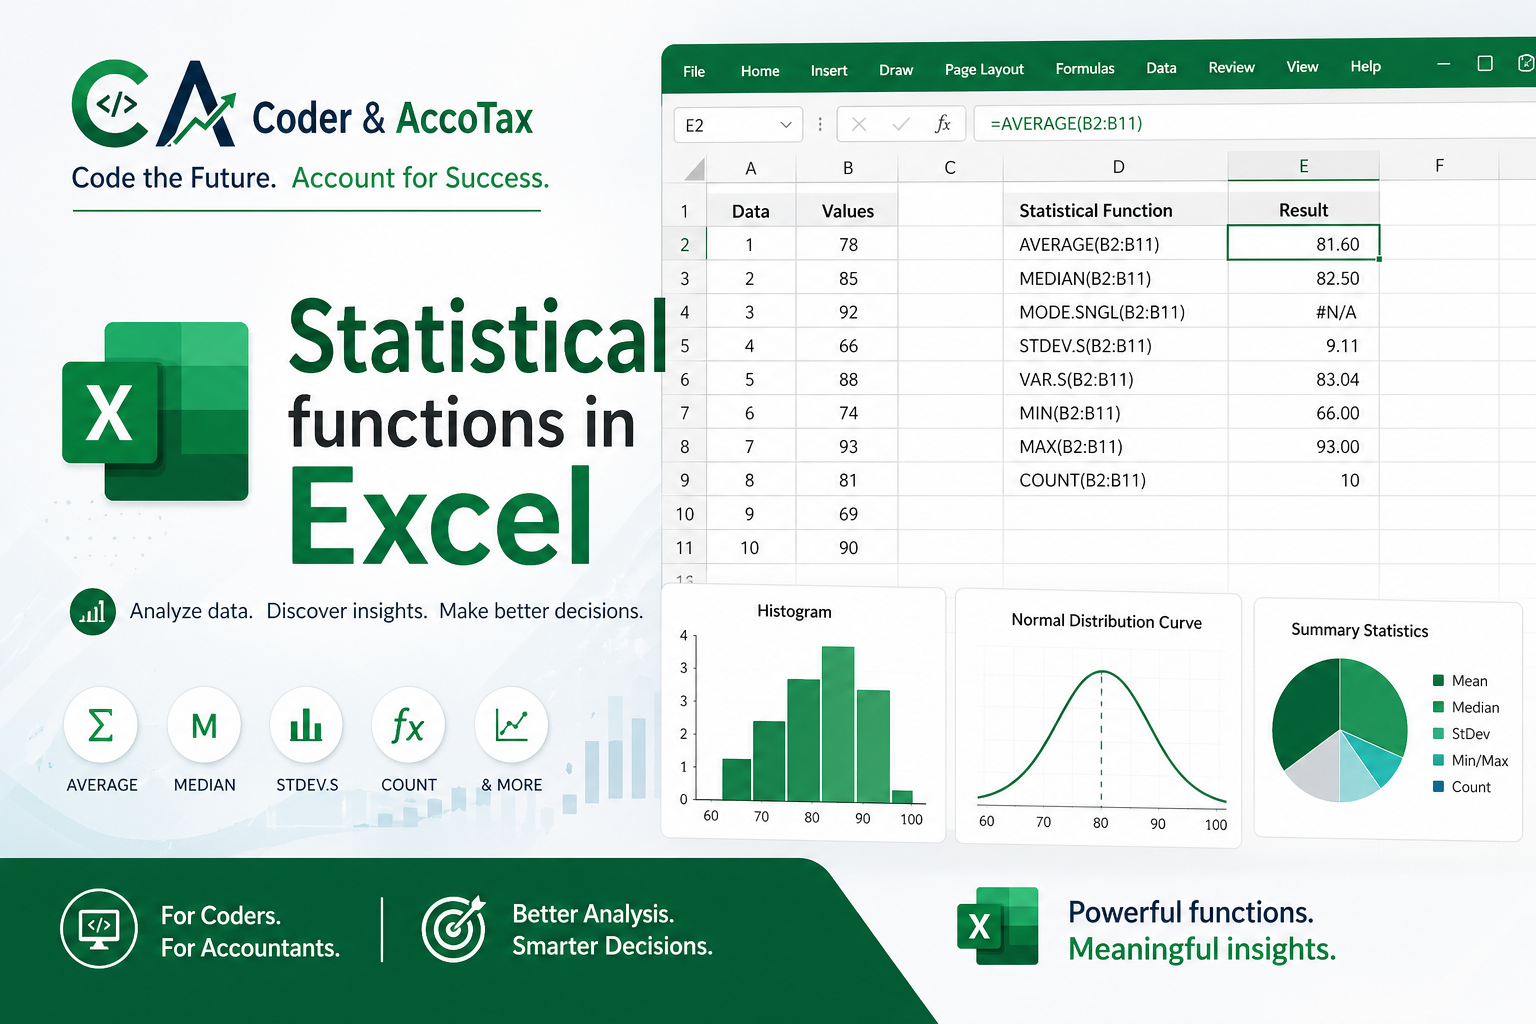 CA </>
Coder & AccoTax
Code the Future. Account for Success.
Statistical
functions in
Excel
X
Analyze data. Discover insights. Make better decisions.
Σ M fx
AVERAGE MEDIAN STDEV.S COUNT & MORE
File Home Insert Draw Page Layout Formulas Data Review View Help
E2 fx =AVERAGE(B2:B11)
A B C D E F
1 Data Values Statistical Function Result
2 1 78 AVERAGE(B2:B11) 81.60
3 2 85 MEDIAN(B2:B11) 82.50
4 3 92 MODE.SNGL(B2:B11) #N/A
5 4 66 STDEV.S(B2:B11) 9.11
6 5 88 VAR.S(B2:B11) 83.04
7 6 74 MIN(B2:B11) 66.00
8 7 93 MAX(B2:B11) 93.00
9 8 81 COUNT(B2:B11) 10
10 9 69
11 10 90
Histogram
4
3
3
2
1
0
60 70 80 90 100
Normal Distribution Curve
60 70 80 90 100
Summary Statistics
Mean
Median
StDev
Min/Max
Count
</>
For Coders.
For Accountants.
Better Analysis.
Smarter Decisions.
X
Powerful functions.
Meaningful insights.